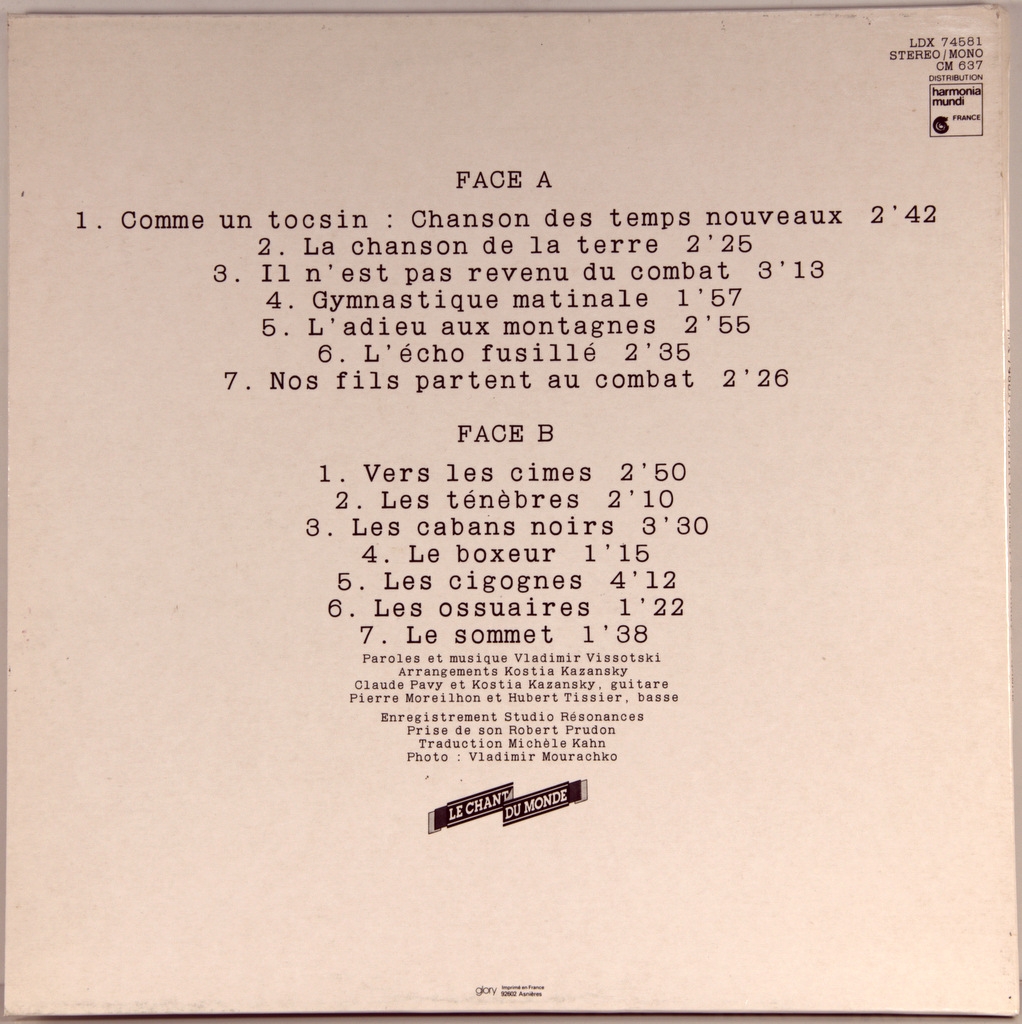 LDX 74581
STEREO/MONO
CM 637
DISTRIBUTION
harmonia
mundi
FRANCE
FACE A
1. Comme un tocsin : Chanson des temps nouveaux 2'42
2. La chanson de la terre 2'25
3. Il n'est pas revenu du combat 3'13
4. Gymnastique matinale 1'57
5. L'adieu aux montagnes 2'55
6. L'écho fusillé 2'35
7. Nos fils partent au combat 2'26
FACE B
1. Vers les cimes 2'50
2. Les ténèbres 2'10
3. Les cabans noirs 3'30
4. Le boxeur 1'15
5. Les cigognes 4'12
6. Les ossuaires 1'22
7. Le sommet 1'38
Paroles et musique Vladimir Vissotski
Arrangements Kostia Kazansky
Claude Pavy et Kostia Kazansky, guitare
Pierre Moreilhon et Hubert Tissier, basse
Enregistrement Studio Résonances
Prise de son Robert Prudon
Traduction Michèle Kahn
Photo : Vladimir Mourachko
LE CHANT
DU MONDE
glory Imprimé en France
92602 Asnières